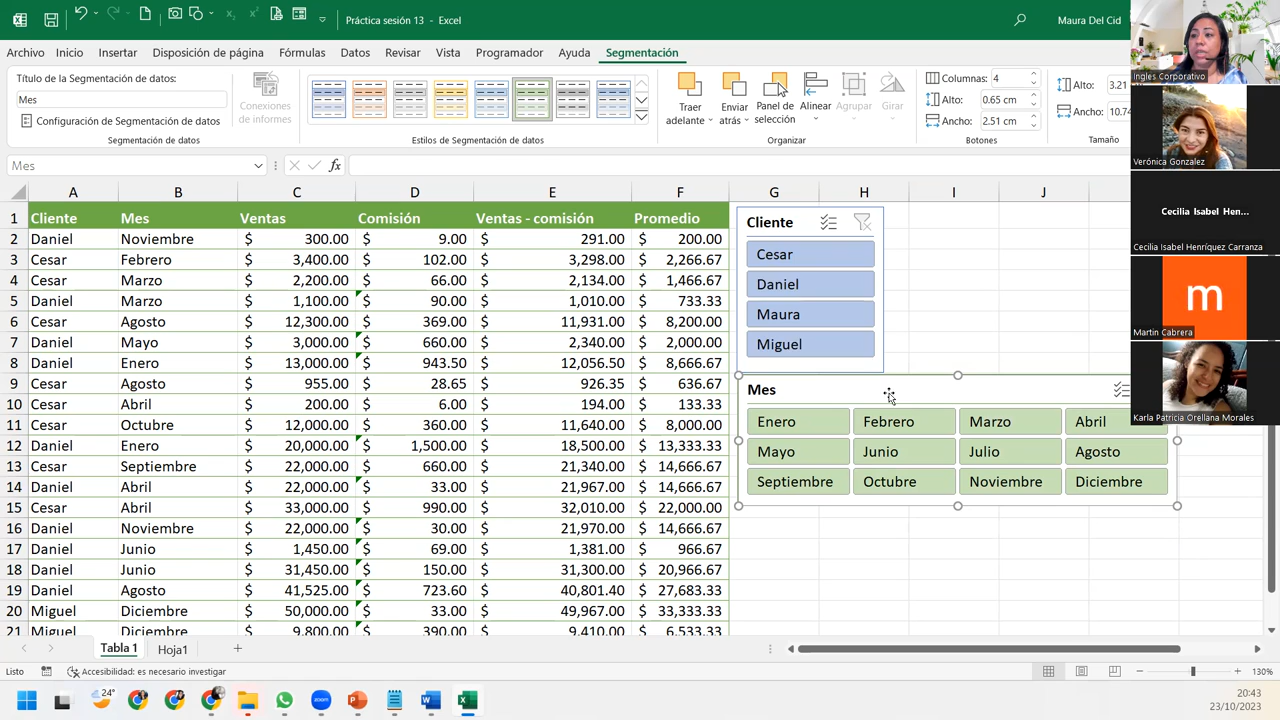 Práctica sesión 13 - Excel
Maura Del Cid
Archivo Inicio Insertar Disposición de página Fórmulas Datos Revisar Vista Programador Ayuda Segmentación
Título de la Segmentación de datos:
Mes
Configuración de Segmentación de datos
Segmentación de datos
Conexiones de informes
Estilos de Segmentación de datos
Traer adelante
Enviar atrás
Panel de selección
Alinear
Agrupar
Girar
Organizar
Columnas: 4
Alto: 0.65 cm
Ancho: 2.51 cm
Botones
Alto: 3.21
Ancho: 10.74
Tamaño
Mes
fx
A B C D E F G H I J
1 Cliente Mes Ventas Comisión Ventas - comisión Promedio
2 Daniel Noviembre $ 300.00 $ 9.00 $ 291.00 $ 200.00
3 Cesar Febrero $ 3,400.00 $ 102.00 $ 3,298.00 $ 2,266.67
4 Cesar Marzo $ 2,200.00 $ 66.00 $ 2,134.00 $ 1,466.67
5 Daniel Marzo $ 1,100.00 $ 90.00 $ 1,010.00 $ 733.33
6 Cesar Agosto $ 12,300.00 $ 369.00 $ 11,931.00 $ 8,200.00
7 Daniel Mayo $ 3,000.00 $ 660.00 $ 2,340.00 $ 2,000.00
8 Daniel Enero $ 13,000.00 $ 943.50 $ 12,056.50 $ 8,666.67
9 Cesar Agosto $ 955.00 $ 28.65 $ 926.35 $ 636.67
10 Cesar Abril $ 200.00 $ 6.00 $ 194.00 $ 133.33
11 Cesar Octubre $ 12,000.00 $ 360.00 $ 11,640.00 $ 8,000.00
12 Daniel Enero $ 20,000.00 $ 1,500.00 $ 18,500.00 $ 13,333.33
13 Cesar Septiembre $ 22,000.00 $ 660.00 $ 21,340.00 $ 14,666.67
14 Daniel Abril $ 22,000.00 $ 33.00 $ 21,967.00 $ 14,666.67
15 Cesar Abril $ 33,000.00 $ 990.00 $ 32,010.00 $ 22,000.00
16 Daniel Noviembre $ 22,000.00 $ 30.00 $ 21,970.00 $ 14,666.67
17 Daniel Junio $ 1,450.00 $ 69.00 $ 1,381.00 $ 966.67
18 Daniel Junio $ 31,450.00 $ 150.00 $ 31,300.00 $ 20,966.67
19 Daniel Agosto $ 41,525.00 $ 723.60 $ 40,801.40 $ 27,683.33
20 Miguel Diciembre $ 50,000.00 $ 33.00 $ 49,967.00 $ 33,333.33
21 Miguel Diciembre $ 9,800.00 $ 390.00 $ 9,410.00 $ 6,533.33
Cliente
Cesar
Daniel
Maura
Miguel
Mes
Enero Febrero Marzo Abril
Mayo Junio Julio Agosto
Septiembre Octubre Noviembre Diciembre
Ingles Corporativo
Verónica Gonzalez
Cecilia Isabel Hen...
Cecilia Isabel Henríquez Carranza
m
Martin Cabrera
Karla Patricia Orellana Morales
Tabla 1 Hoja1
Listo
Accesibilidad: es necesario investigar
130%
24°
zoom
20:43
23/10/2023